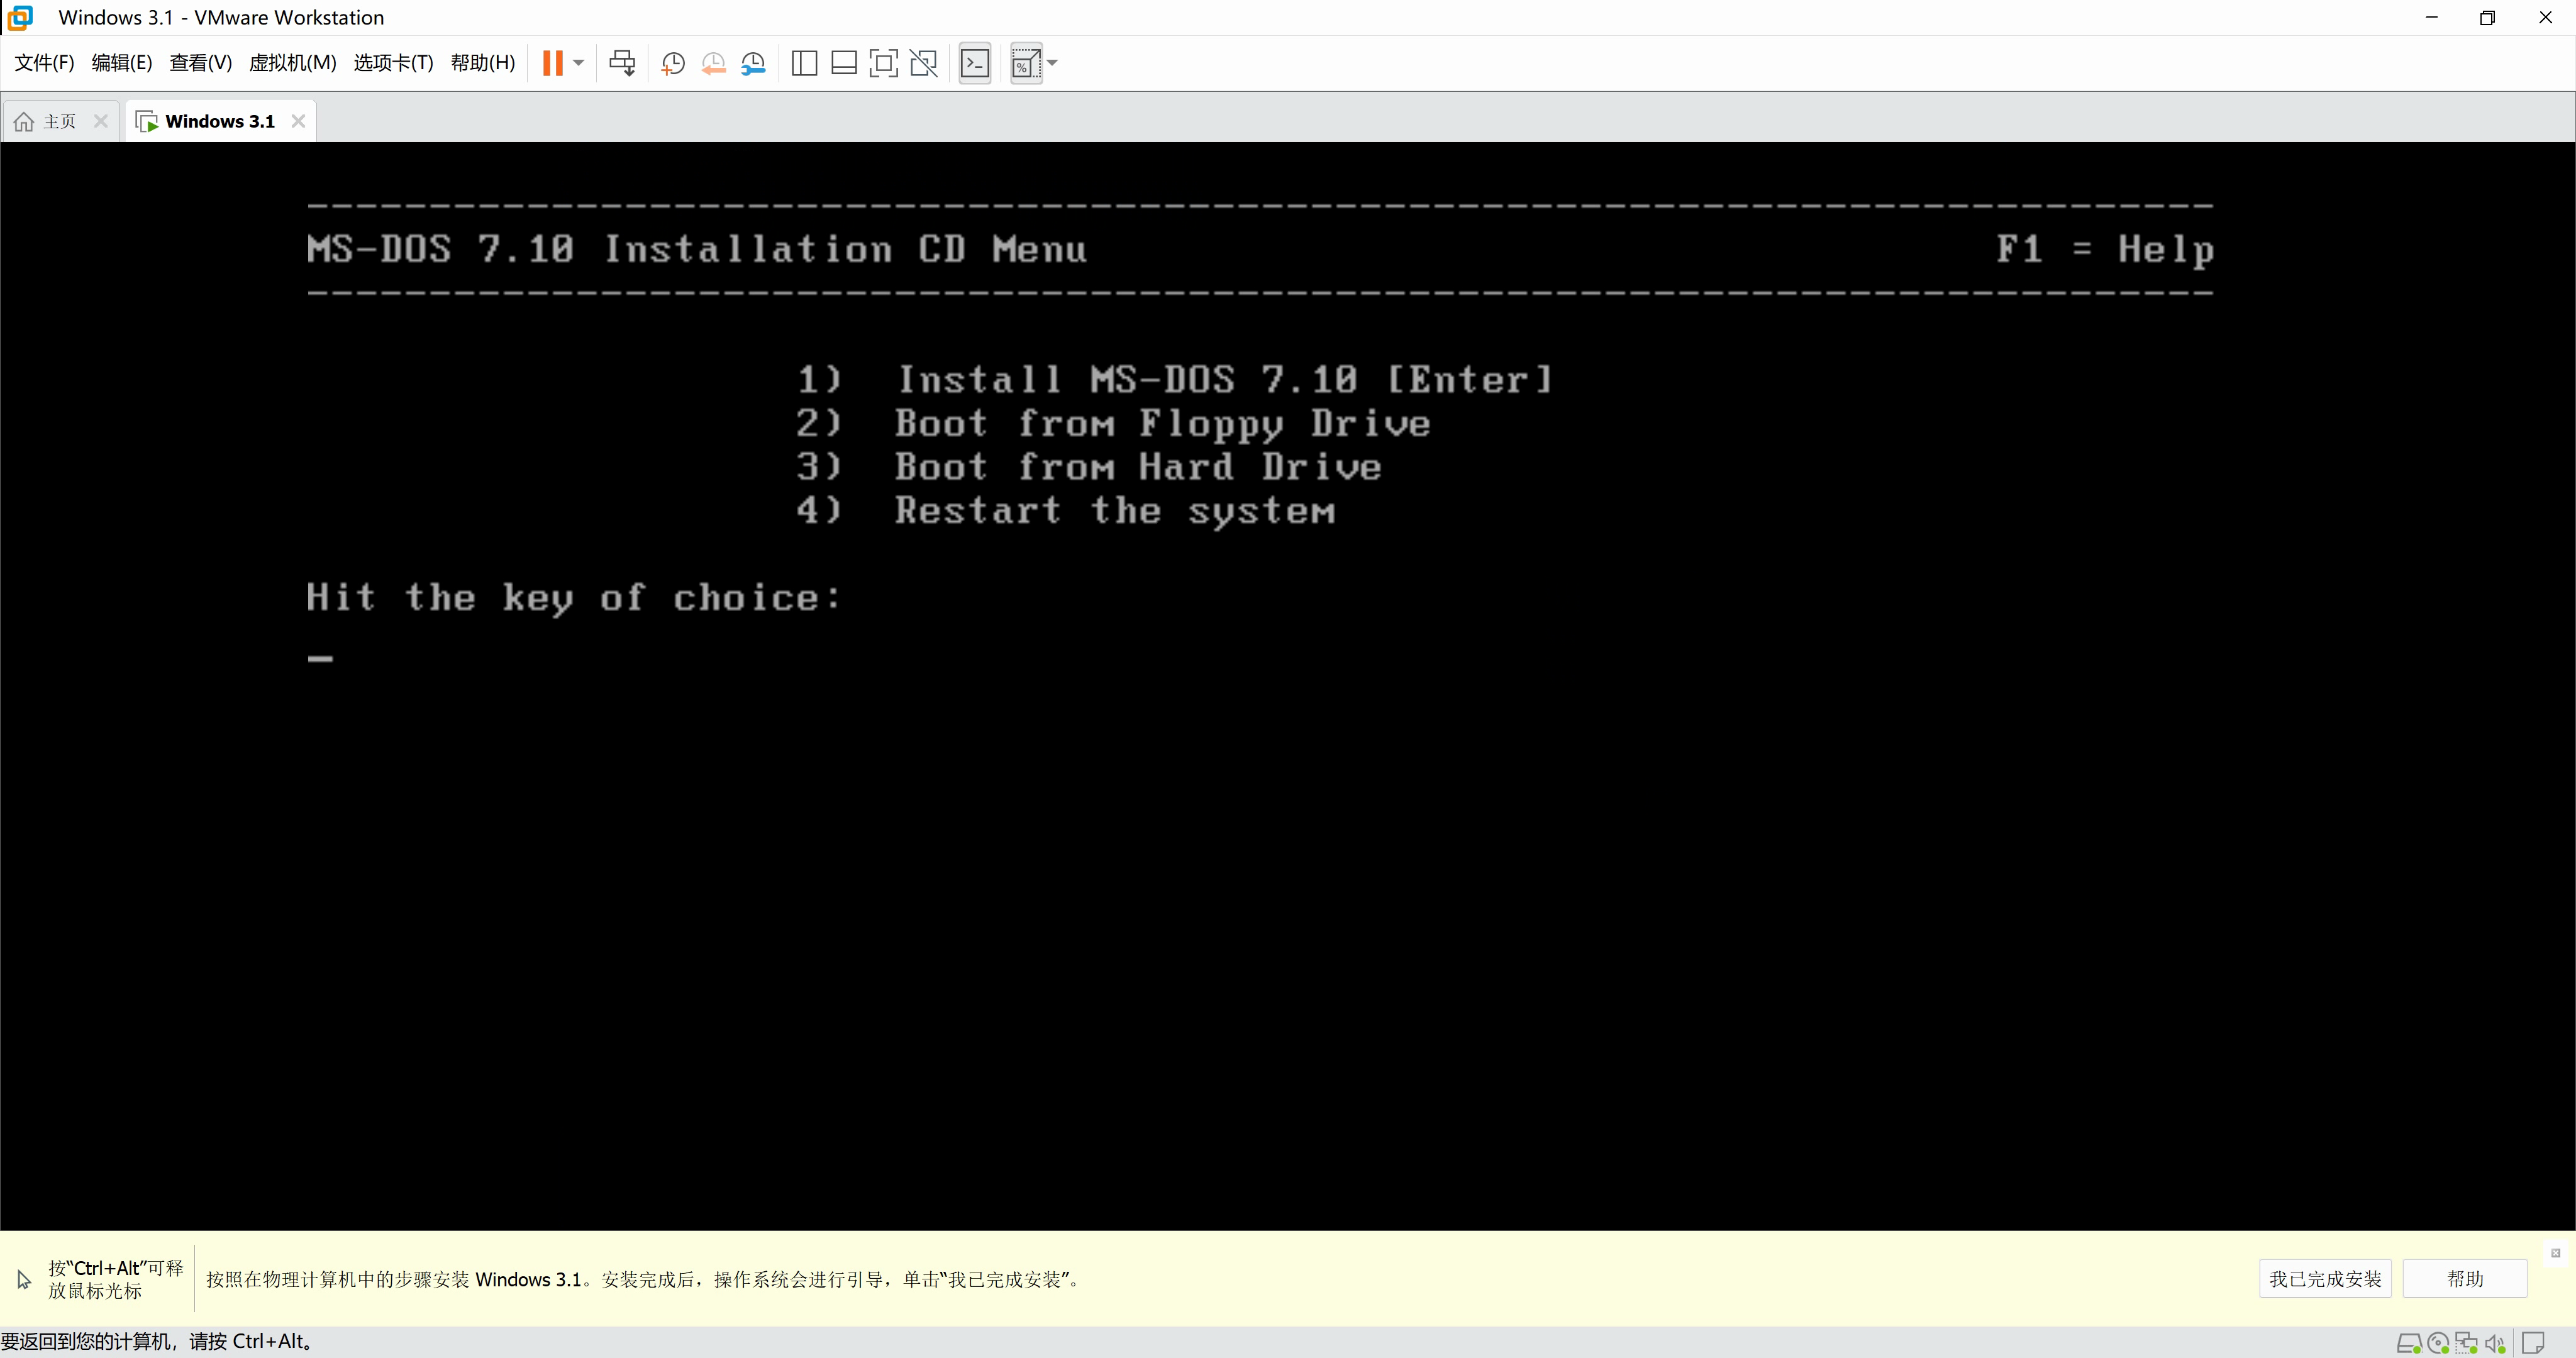 Windows 3.1 - VMware Workstation
文件(F) 编辑(E) 查看(V) 虚拟机(M) 选项卡(T) 帮助(H)
主页 Windows 3.1
MS-DOS 7.10 Installation CD Menu F1 = Help
1) Install MS-DOS 7.10 [Enter]
2) Boot from Floppy Drive
3) Boot from Hard Drive
4) Restart the system
Hit the key of choice:
按“Ctrl+Alt”可释
放鼠标光标
按照在物理计算机中的步骤安装 Windows 3.1。安装完成后，操作系统会进行引导，单击“我已完成安装”。
我已完成安装 帮助
要返回到您的计算机，请按 Ctrl+Alt。